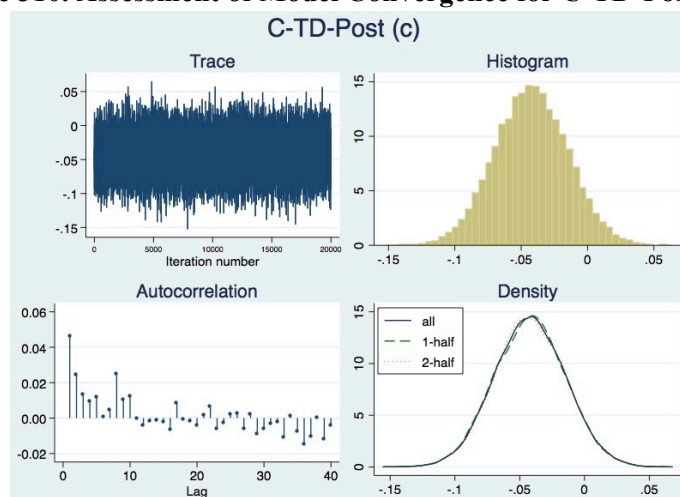 C-TD-Post (c)
Trace
.05
0
-.05
-.1
-.15
0 5000 10000 15000 20000
Iteration number
Histogram
15
10
5
0
-.15 -.1 -.05 0 .05
Autocorrelation
0.06
0.04
0.02
0.00
-0.02
0 10 20 30 40
Lag
Density
15
10
5
0
all
1-half
2-half
-.15 -.1 -.05 0 .05